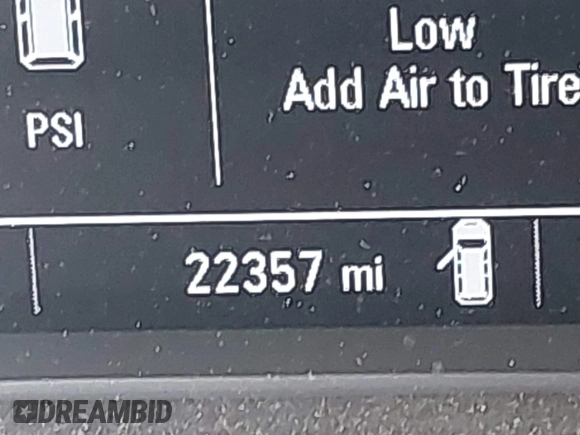 Low
Add Air to Tire
PSI
22357 mi
DREAMBID